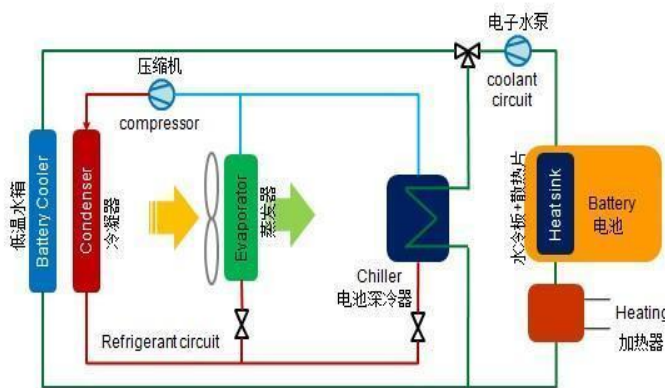 电子水泵
coolant
circuit
压缩机
compressor
低温水箱
Battery Cooler
Condenser
冷凝器
Evaporator
蒸发器
Chiller
电池深冷器
水冷板+散热片
Heat sink
Battery
电池
Refrigerant circuit
Heating
加热器